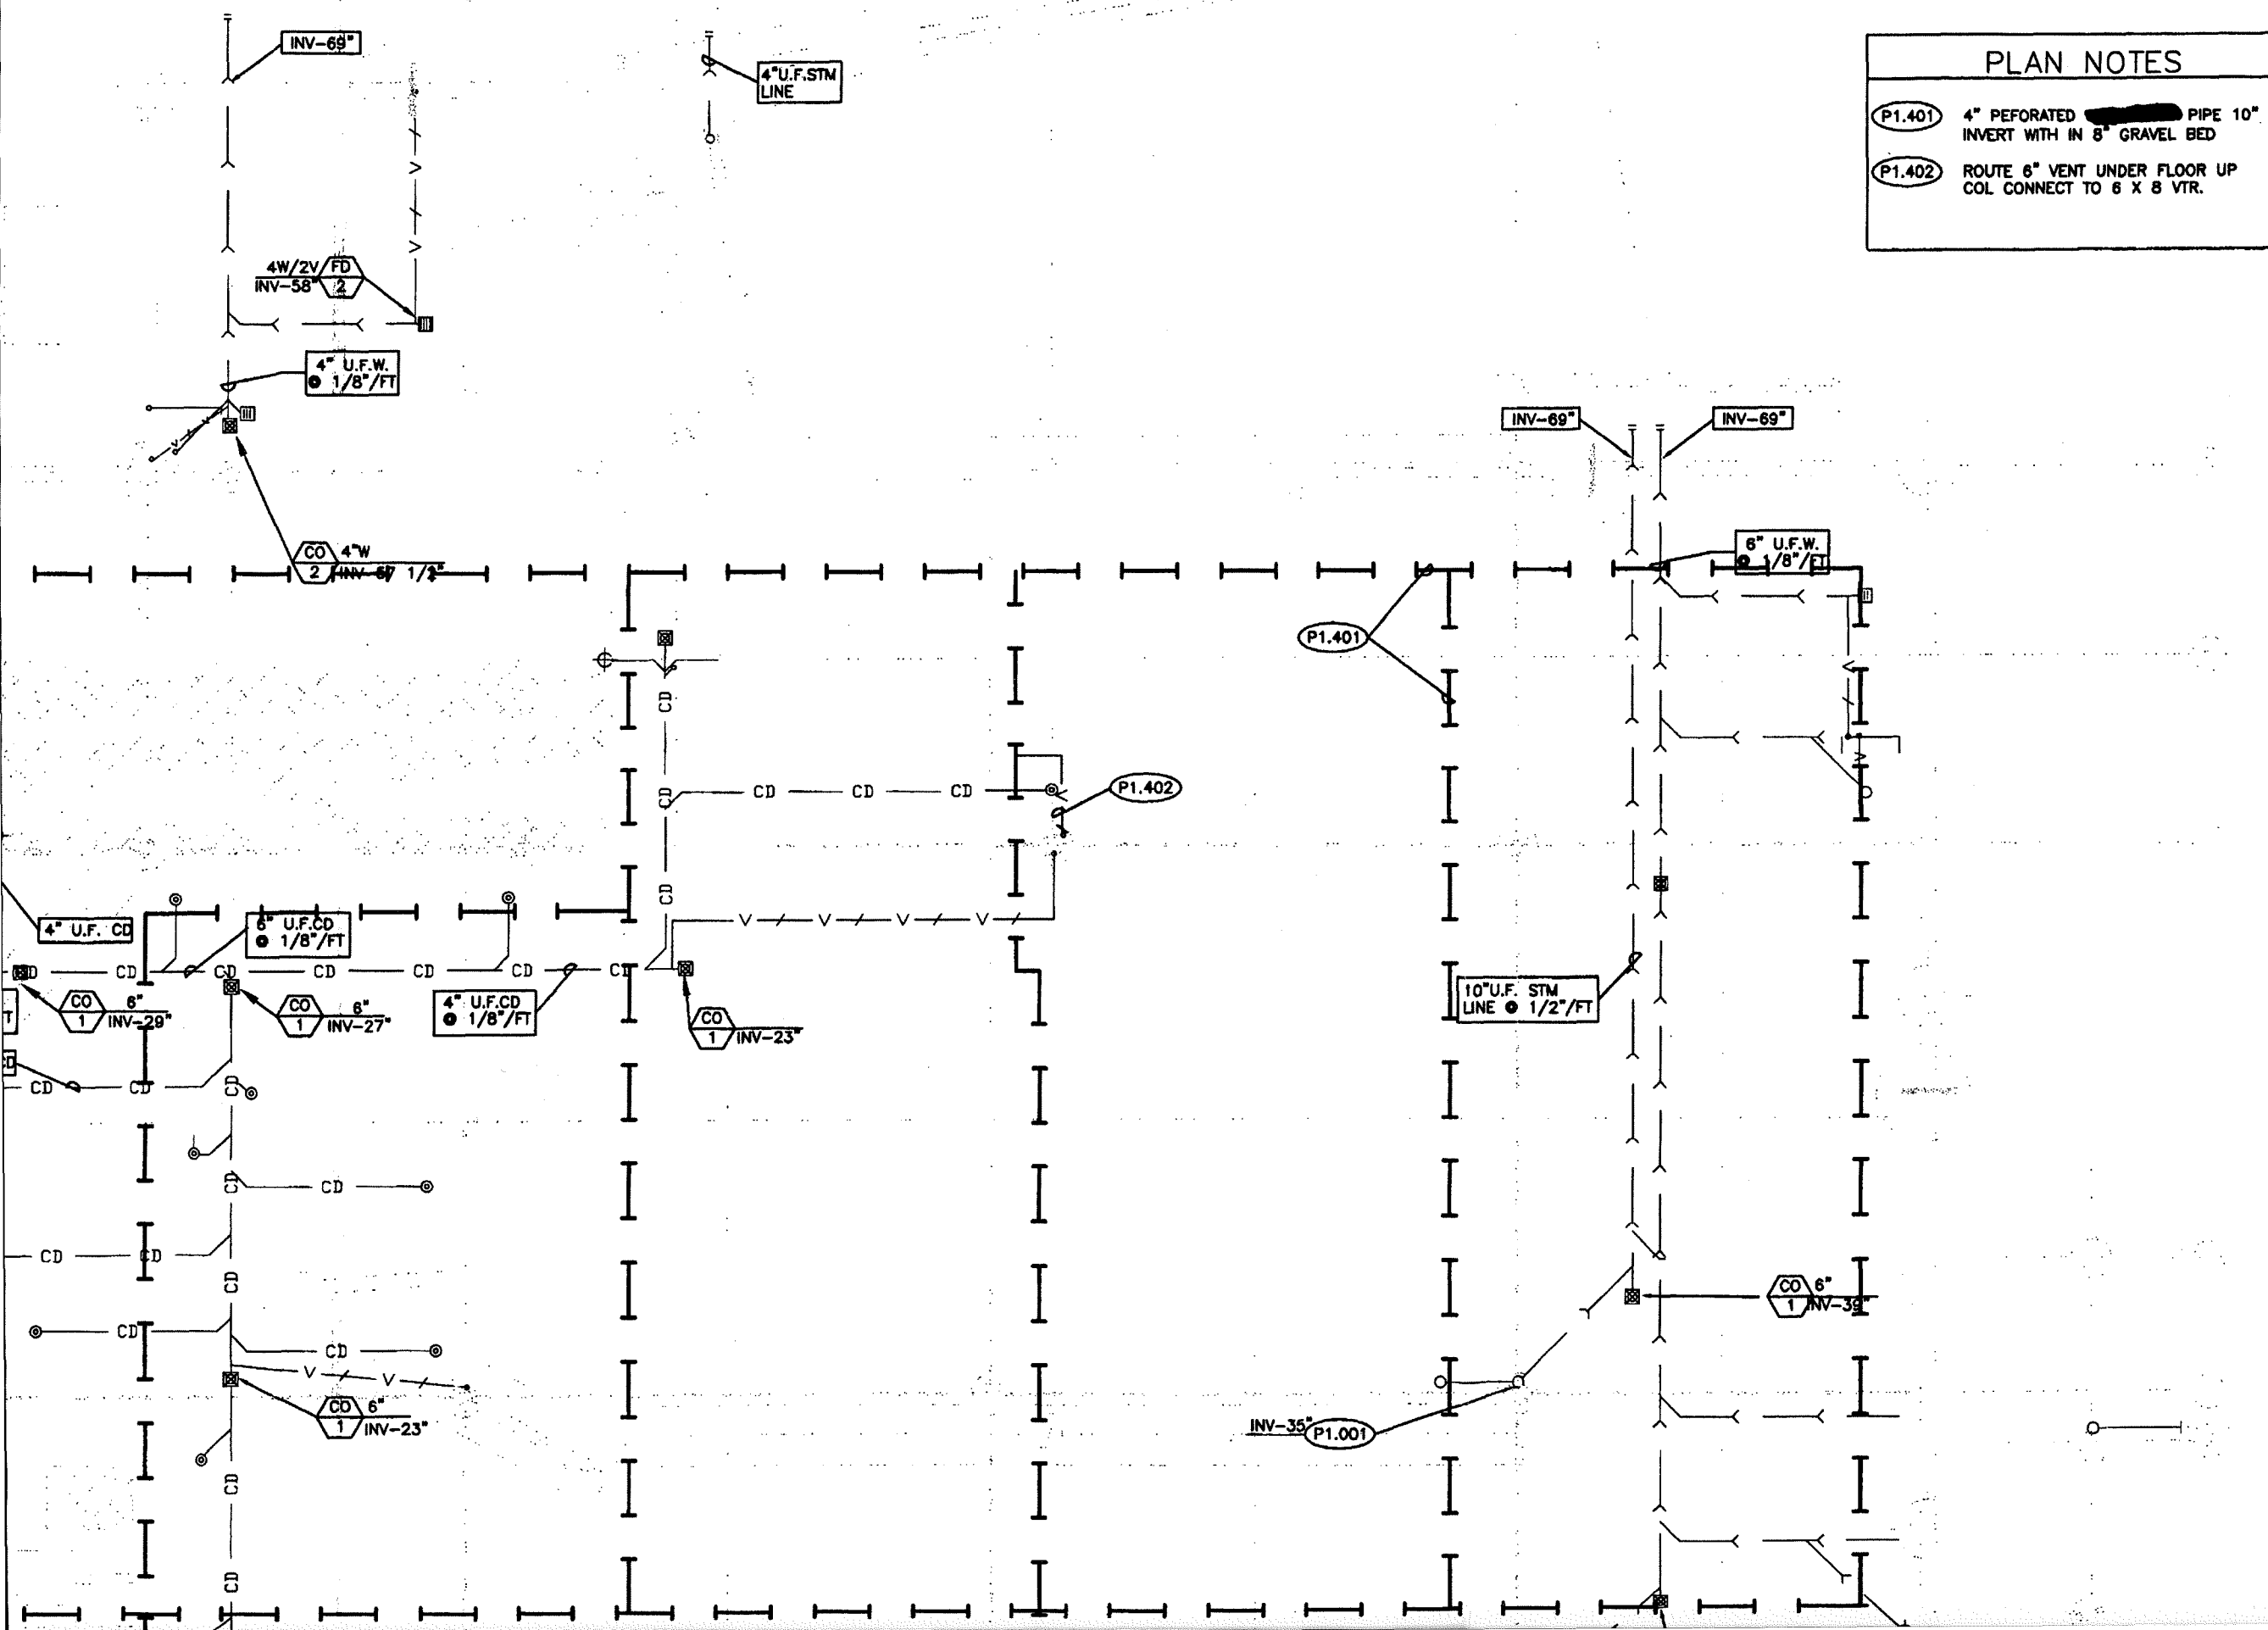 INV-69"
4"U.F.STM
LINE
PLAN NOTES
P1.401 4" PEFORATED PIPE 10"
INVERT WITH IN 8" GRAVEL BED
P1.402 ROUTE 6" VENT UNDER FLOOR UP
COL CONNECT TO 6 X 8 VTR.
4W/2V FD
INV-58" 2
4" U.F.W.
1/8"/FT
INV-69"
INV-69"
CO 4"W
2 1/2"
6" U.F.W.
1/8"/FT
P1.401
V
V
CD
CD
CD CD CD
P1.402
CD
V V V V
4" U.F. CD
6" U.F.CD
@ 1/8"/FT
CD CD CD CD CD CD
CO 6"
1 INV-29"
CO 6"
1 INV-27"
4" U.F.CD
@ 1/8"/FT
CO
1 INV-23"
10"U.F. STM
LINE @ 1/2"/FT
CD CD
CD
CD
CD
CD CD
CD
CO 6"
1 INV-39"
CD
CD
V V
CO 6"
1 INV-23"
INV-35" P1.001
CD
CD